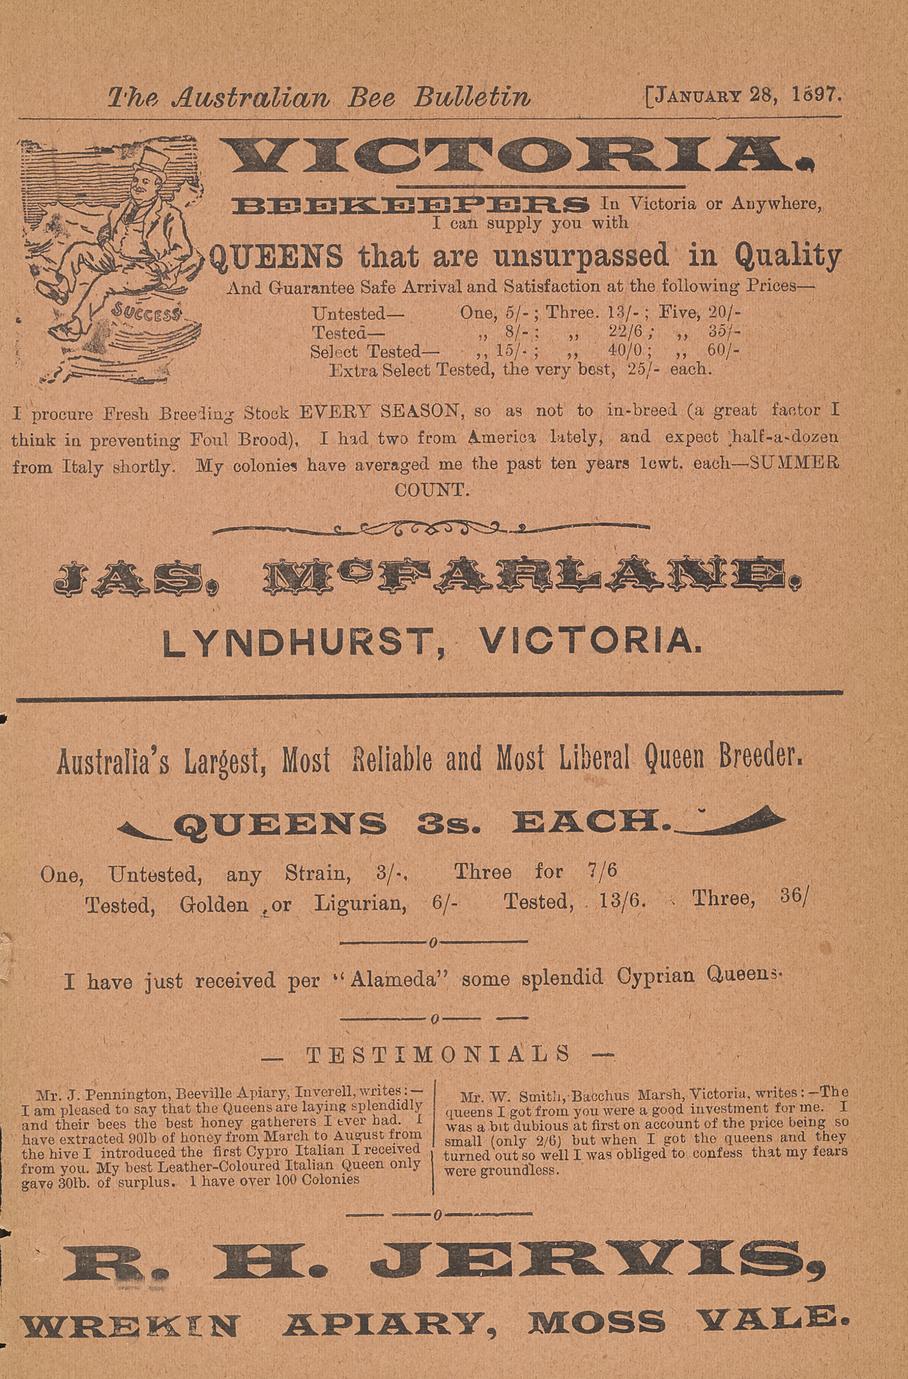 The Australian Bee Bulletin [JANUARY 28, 1897.
VICTORIA.
SUCCESS
BEEKEEPERS In Victoria or Anywhere,
I can supply you with
QUEENS that are unsurpassed in Quality
And Guarantee Safe Arrival and Satisfaction at the following Prices—
Untested— One, 5/- ; Three. 13/- ; Five, 20/-
Tested— „ 8/- ; „ 22/6 ; „ 35/-
Select Tested— „ 15/- ; „ 40/0 ; „ 60/-
Extra Select Tested, the very best, 25/- each.
I procure Fresh Breeding Stock EVERY SEASON, so as not to in-breed (a great factor I
think in preventing Foul Brood), I had two from America lately, and expect half-a-dozen
from Italy shortly. My colonies have averaged me the past ten years 1cwt. each—SUMMER
COUNT.
JAS, McFARLANE,
LYNDHURST, VICTORIA.
Australia's Largest, Most Reliable and Most Liberal Queen Breeder.
QUEENS 3s. EACH.
One, Untested, any Strain, 3/-, Three for 7/6
Tested, Golden or Ligurian, 6/- Tested, 13/6. Three, 36/
—o—
I have just received per "Alameda" some splendid Cyprian Queens.
—o—
— TESTIMONIALS —
Mr. J. Pennington, Beeville Apiary, Inverell, writes:—
I am pleased to say that the Queens are laying splendidly
and their bees the best honey gatherers I ever had. I
have extracted 90lb of honey from March to August from
the hive I introduced the first Cypro Italian I received
from you. My best Leather-Coloured Italian Queen only
gave 30lb. of surplus. I have over 100 Colonies
Mr. W. Smith, Bacchus Marsh, Victoria, writes:—The
queens I got from you were a good investment for me. I
was a bit dubious at first on account of the price being so
small (only 2/6) but when I got the queens and they
turned out so well I was obliged to confess that my fears
were groundless.
—o—
R. H. JERVIS,
WREKIN APIARY, MOSS VALE.